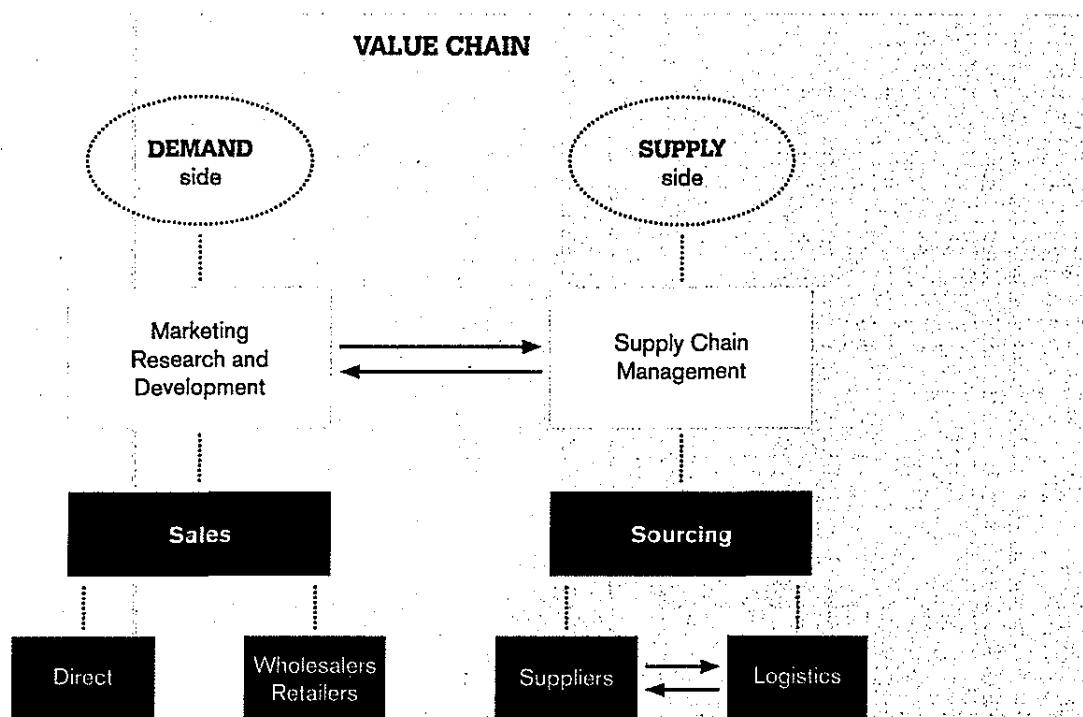 VALUE CHAIN
DEMAND
side
SUPPLY
side
Marketing
Research and
Development
Supply Chain
Management
Sales
Sourcing
Direct
Wholesalers
Retailers
Suppliers
Logistics